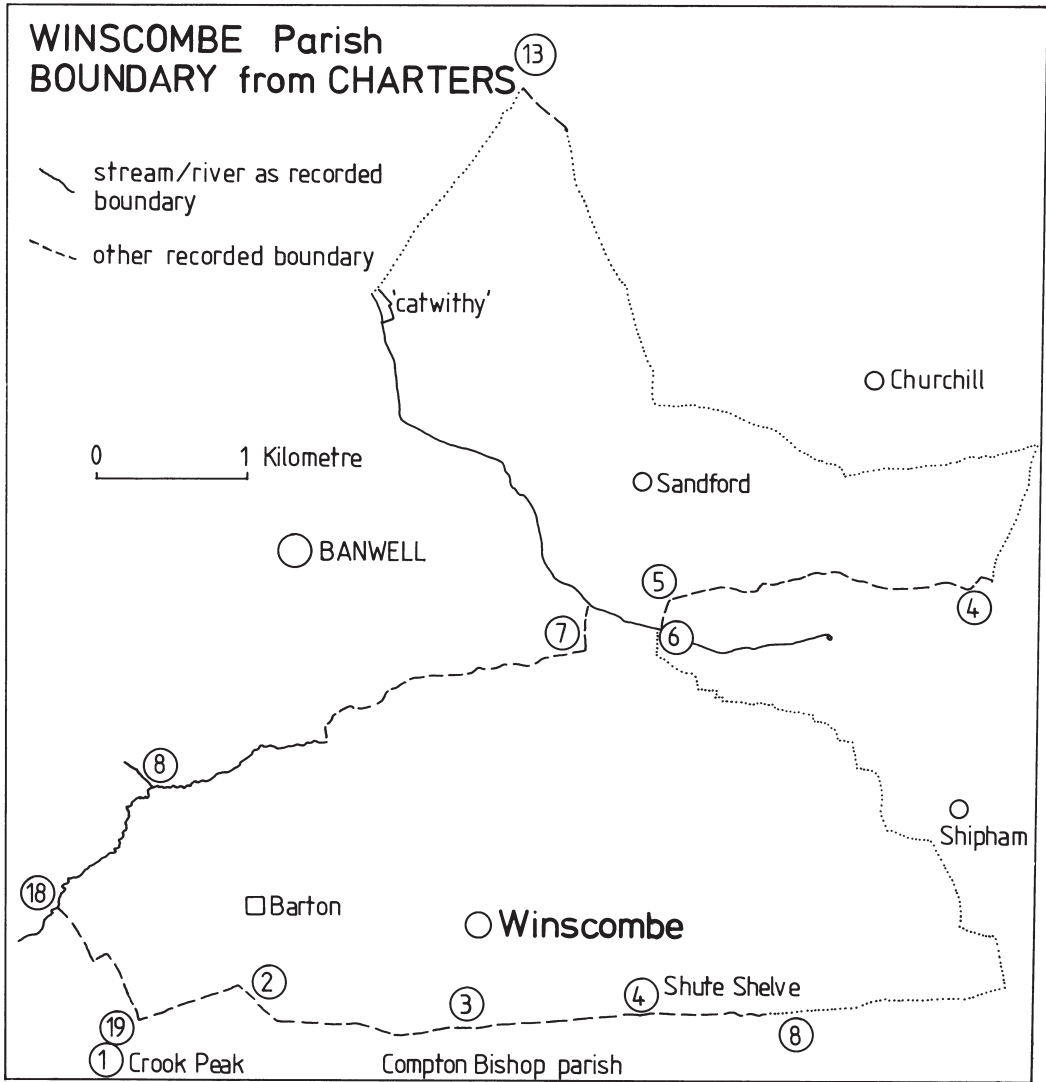 WINSCOMBE Parish
BOUNDARY from CHARTERS
13
stream/river as recorded
boundary
other recorded boundary
'catwithy'
Churchill
0 1 Kilometre
Sandford
BANWELL
5
4
7
6
8
Shipham
18
Barton
Winscombe
2
3
4 Shute Shelve
8
19
1 Crook Peak
Compton Bishop parish